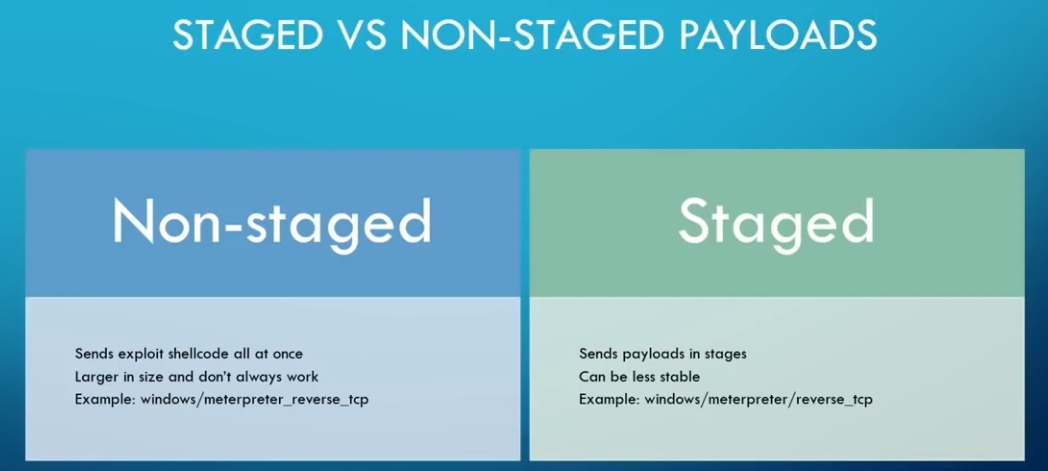 STAGED VS NON-STAGED PAYLOADS
Non-staged
Sends exploit shellcode all at once
Larger in size and don't always work
Example: windows/meterpreter_reverse_tcp
Staged
Sends payloads in stages
Can be less stable
Example: windows/meterpreter/reverse_tcp